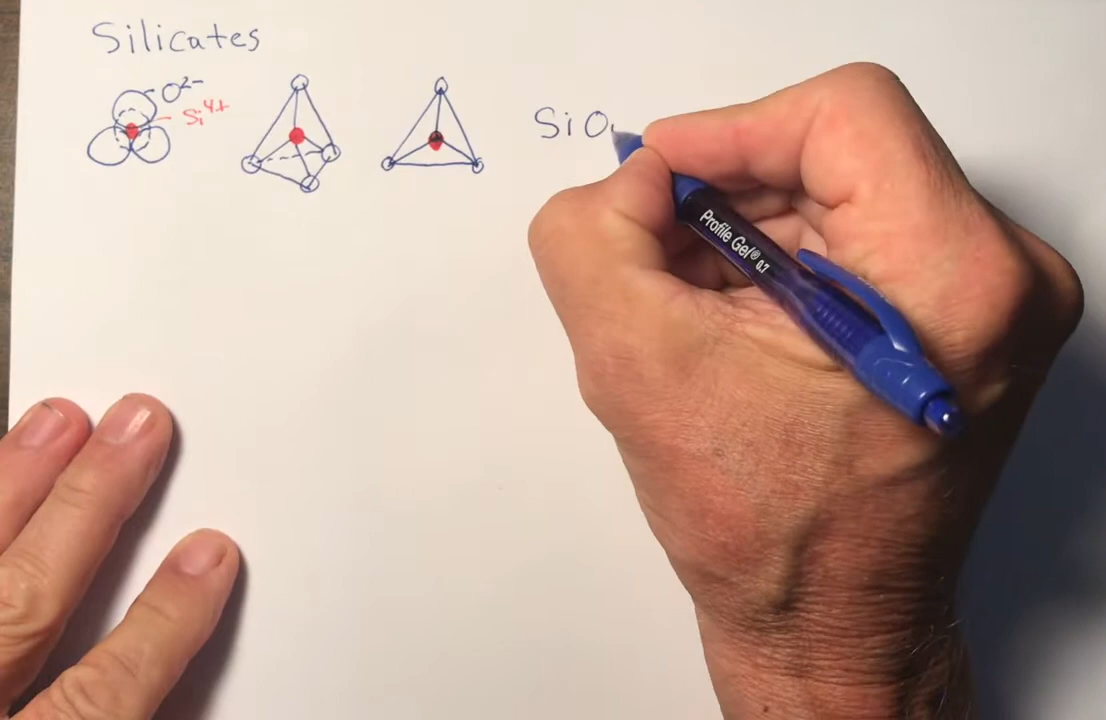 Silicates
O²⁻
Si⁴⁺
SiO
Profile Gel® 0.7